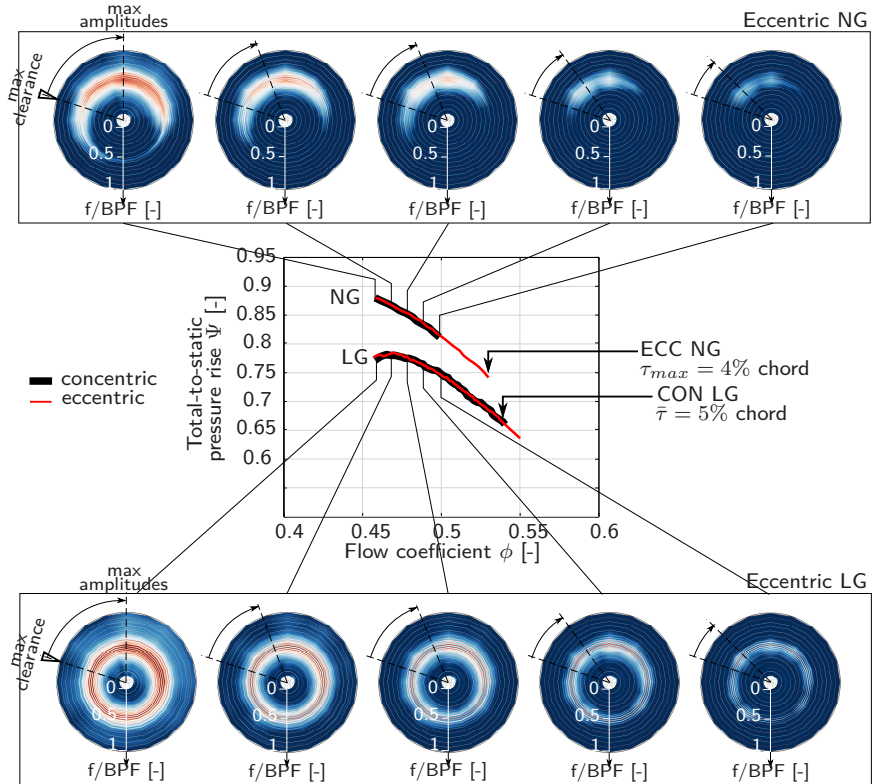 max
amplitudes
Eccentric NG
max
clearance
0
0.5
1
f/BPF [-]
0
0.5
1
f/BPF [-]
0
0.5
1
f/BPF [-]
0
0.5
1
f/BPF [-]
0
0.5
1
f/BPF [-]
Total-to-static
pressure rise Ψ [-]
0.95
0.9
0.85
0.8
0.75
0.7
0.65
0.6
NG
LG
concentric
eccentric
ECC NG
τmax = 4% chord
CON LG
τ̄ = 5% chord
0.4
0.45
0.5
0.55
0.6
Flow coefficient ϕ [-]
max
amplitudes
Eccentric LG
max
clearance
0
0.5
1
f/BPF [-]
0
0.5
1
f/BPF [-]
0
0.5
1
f/BPF [-]
0
0.5
1
f/BPF [-]
0
0.5
1
f/BPF [-]